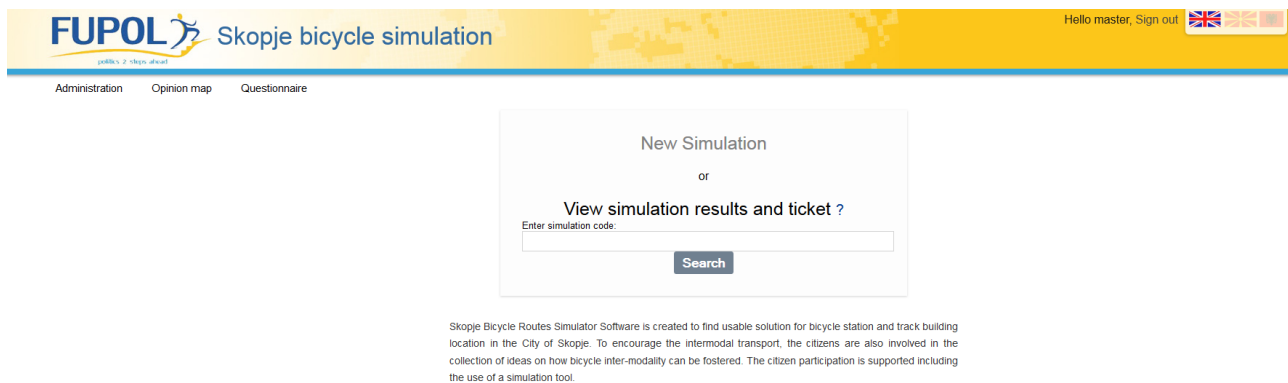 FUPOL Skopje bicycle simulation
politics 2 steps ahead
Hello master, Sign out
Administration Opinion map Questionnaire
New Simulation
or
View simulation results and ticket ?
Enter simulation code:
Search
Skopje Bicycle Routes Simulator Software is created to find usable solution for bicycle station and track building
location in the City of Skopje. To encourage the intermodal transport, the citizens are also involved in the
collection of ideas on how bicycle inter-modality can be fostered. The citizen participation is supported including
the use of a simulation tool.